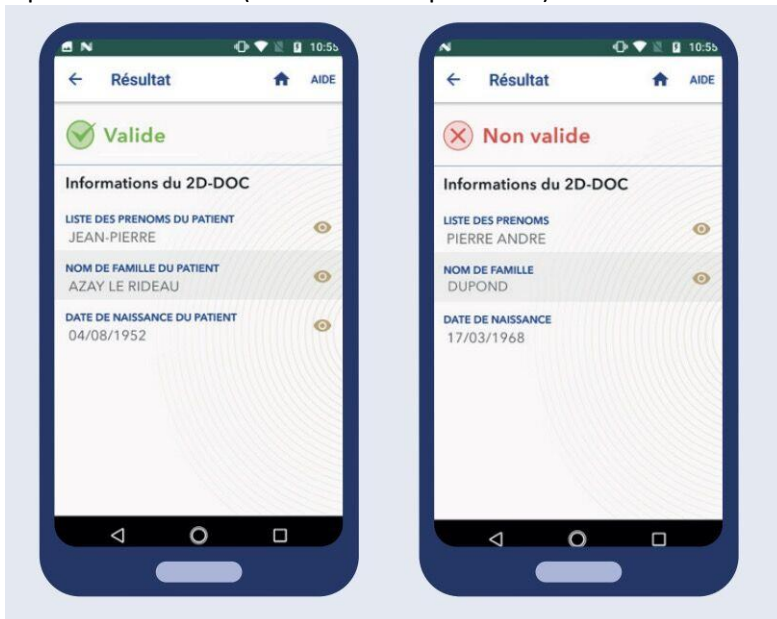 10:55
Résultat
AIDE
Valide
Informations du 2D-DOC
LISTE DES PRENOMS DU PATIENT
JEAN-PIERRE
NOM DE FAMILLE DU PATIENT
AZAY LE RIDEAU
DATE DE NAISSANCE DU PATIENT
04/08/1952
10:55
Résultat
AIDE
Non valide
Informations du 2D-DOC
LISTE DES PRENOMS
PIERRE ANDRE
NOM DE FAMILLE
DUPOND
DATE DE NAISSANCE
17/03/1968